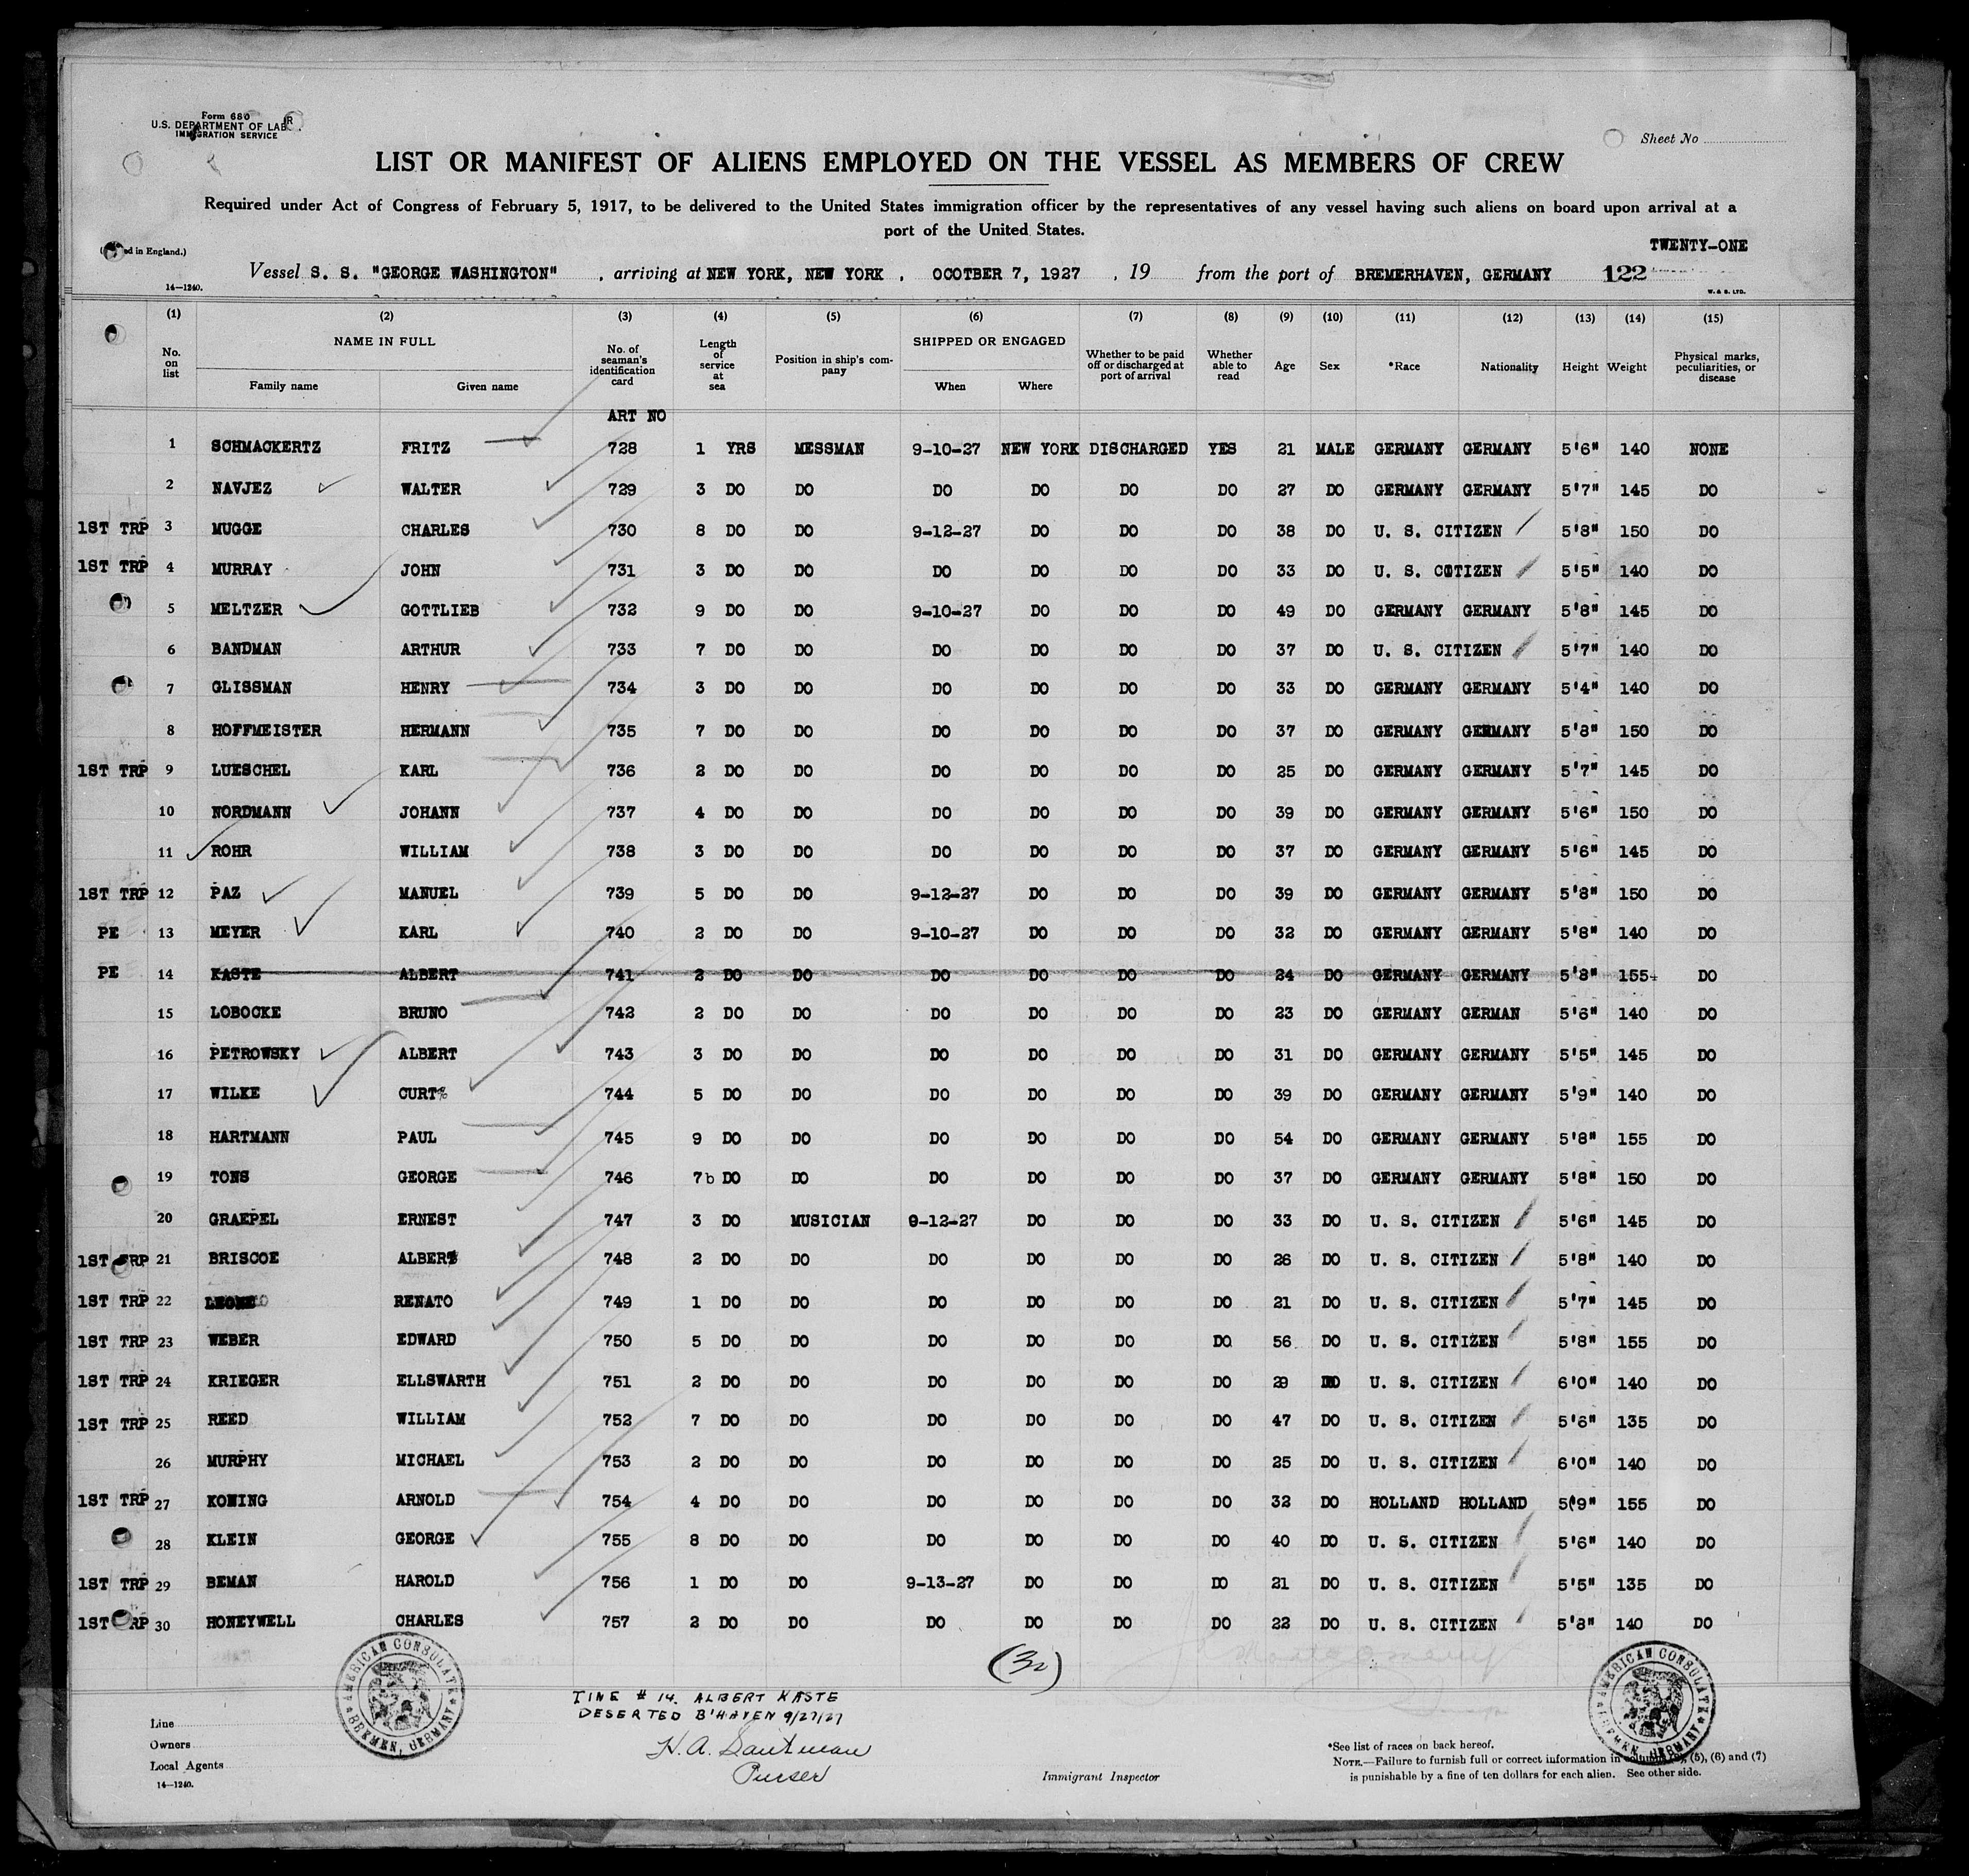 Form 680
U.S. DEPARTMENT OF LABOR
IMMIGRATION SERVICE
Sheet No
LIST OR MANIFEST OF ALIENS EMPLOYED ON THE VESSEL AS MEMBERS OF CREW
Required under Act of Congress of February 5, 1917, to be delivered to the United States immigration officer by the representatives of any vessel having such aliens on board upon arrival at a
port of the United States.
TWENTY-ONE
ed in England.)
Vessel S. S. "GEORGE WASHINGTON" , arriving at NEW YORK, NEW YORK , OCOTBER 7, 1927 , 19 from the port of BREMERHAVEN, GERMANY 122
14—1240. W. & S. LTD.
(1) (2) (3) (4) (5) (6) (7) (8) (9) (10) (11) (12) (13) (14) (15)
No. on list NAME IN FULL Family name Given name No. of seaman's identification card Length of service at sea Position in ship's company SHIPPED OR ENGAGED When Where Whether to be paid off or discharged at port of arrival Whether able to read Age Sex *Race Nationality Height Weight Physical marks, peculiarities, or disease
ART NO
1 SCHMACKERTZ FRITZ 728 1 YRS MESSMAN 9-10-27 NEW YORK DISCHARGED YES 21 MALE GERMANY GERMANY 5'6" 140 NONE
2 NAVJEZ WALTER 729 3 DO DO DO DO DO DO 27 DO GERMANY GERMANY 5'7" 145 DO
1ST TRP 3 MUGGE CHARLES 730 8 DO DO 9-12-27 DO DO DO 38 DO U. S. CITIZEN 5'8" 150 DO
1ST TRP 4 MURRAY JOHN 731 3 DO DO DO DO DO DO 33 DO U. S. CITIZEN 5'5" 140 DO
5 MELTZER GOTTLIEB 732 9 DO DO 9-10-27 DO DO DO 49 DO GERMANY GERMANY 5'8" 145 DO
6 BANDMAN ARTHUR 733 7 DO DO DO DO DO DO 37 DO U. S. CITIZEN 5'7" 140 DO
7 GLISSMAN HENRY 734 3 DO DO DO DO DO DO 33 DO GERMANY GERMANY 5'4" 140 DO
8 HOFFMEISTER HERMANN 735 7 DO DO DO DO DO DO 37 DO GERMANY GERMANY 5'8" 150 DO
1ST TRP 9 LUESCHEL KARL 736 2 DO DO DO DO DO DO 25 DO GERMANY GERMANY 5'7" 145 DO
10 NORDMANN JOHANN 737 4 DO DO DO DO DO DO 39 DO GERMANY GERMANY 5'6" 150 DO
11 ROHR WILLIAM 738 3 DO DO DO DO DO DO 37 DO GERMANY GERMANY 5'6" 145 DO
1ST TRP 12 PAZ MANUEL 739 5 DO DO 9-12-27 DO DO DO 39 DO GERMANY GERMANY 5'8" 150 DO
PE 13 MEYER KARL 740 2 DO DO 9-10-27 DO DO DO 32 DO GERMANY GERMANY 5'8" 140 DO
PE 14 KASTE ALBERT 741 2 DO DO DO DO DO DO 24 DO GERMANY GERMANY 5'8" 155 DO
15 LOBOCKE BRUNO 742 2 DO DO DO DO DO DO 23 DO GERMANY GERMAN 5'6" 140 DO
16 PETROWSKY ALBERT 743 3 DO DO DO DO DO DO 31 DO GERMANY GERMANY 5'5" 145 DO
17 WILKE CURT 744 5 DO DO DO DO DO DO 39 DO GERMANY GERMANY 5'9" 140 DO
18 HARTMANN PAUL 745 9 DO DO DO DO DO DO 54 DO GERMANY GERMANY 5'8" 155 DO
19 TONS GEORGE 746 7b DO DO DO DO DO DO 37 DO GERMANY GERMANY 5'8" 150 DO
20 GRAEPEL ERNEST 747 3 DO MUSICIAN 9-12-27 DO DO DO 33 DO U. S. CITIZEN 5'6" 145 DO
1ST TRP 21 BRISCOE ALBERT 748 2 DO DO DO DO DO DO 26 DO U. S. CITIZEN 5'8" 140 DO
1ST TRP 22 RENATO 749 1 DO DO DO DO DO DO 21 DO U. S. CITIZEN 5'7" 145 DO
1ST TRP 23 WEBER EDWARD 750 5 DO DO DO DO DO DO 56 DO U. S. CITIZEN 5'8" 155 DO
1ST TRP 24 KRIEGER ELLSWARTH 751 2 DO DO DO DO DO DO 29 DO U. S. CITIZEN 6'0" 140 DO
1ST TRP 25 REED WILLIAM 752 7 DO DO DO DO DO DO 47 DO U. S. CITIZEN 5'6" 135 DO
26 MURPHY MICHAEL 753 2 DO DO DO DO DO DO 25 DO U. S. CITIZEN 6'0" 140 DO
1ST TRP 27 KONING ARNOLD 754 4 DO DO DO DO DO DO 32 DO HOLLAND HOLLAND 5(9" 155 DO
28 KLEIN GEORGE 755 8 DO DO DO DO DO DO 40 DO U. S. CITIZEN 5'6" 140 DO
1ST TRP 29 BEMAN HAROLD 756 1 DO DO 9-13-27 DO DO DO 21 DO U. S. CITIZEN 5'5" 135 DO
1ST TRP 30 HONEYWELL CHARLES 757 2 DO DO DO DO DO DO 22 DO U. S. CITIZEN 5'8" 140 DO
(30)
AMERICAN CONSULATE BREMEN, GERMANY
AMERICAN CONSULATE BREMEN, GERMANY
LINE # 14. ALBERT KASTE
DESERTED B'HAVEN 9/27/27
H.A. Sautman
Purser
Line
Owners
Local Agents
14—1240.
Immigrant Inspector
*See list of races on back hereof.
NOTE.—Failure to furnish full or correct information in columns (5), (6) and (7)
is punishable by a fine of ten dollars for each alien. See other side.